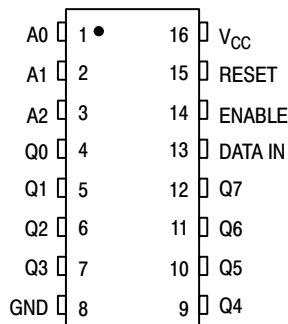 A0 1 16 VCC
A1 2 15 RESET
A2 3 14 ENABLE
Q0 4 13 DATA IN
Q1 5 12 Q7
Q2 6 11 Q6
Q3 7 10 Q5
GND 8 9 Q4